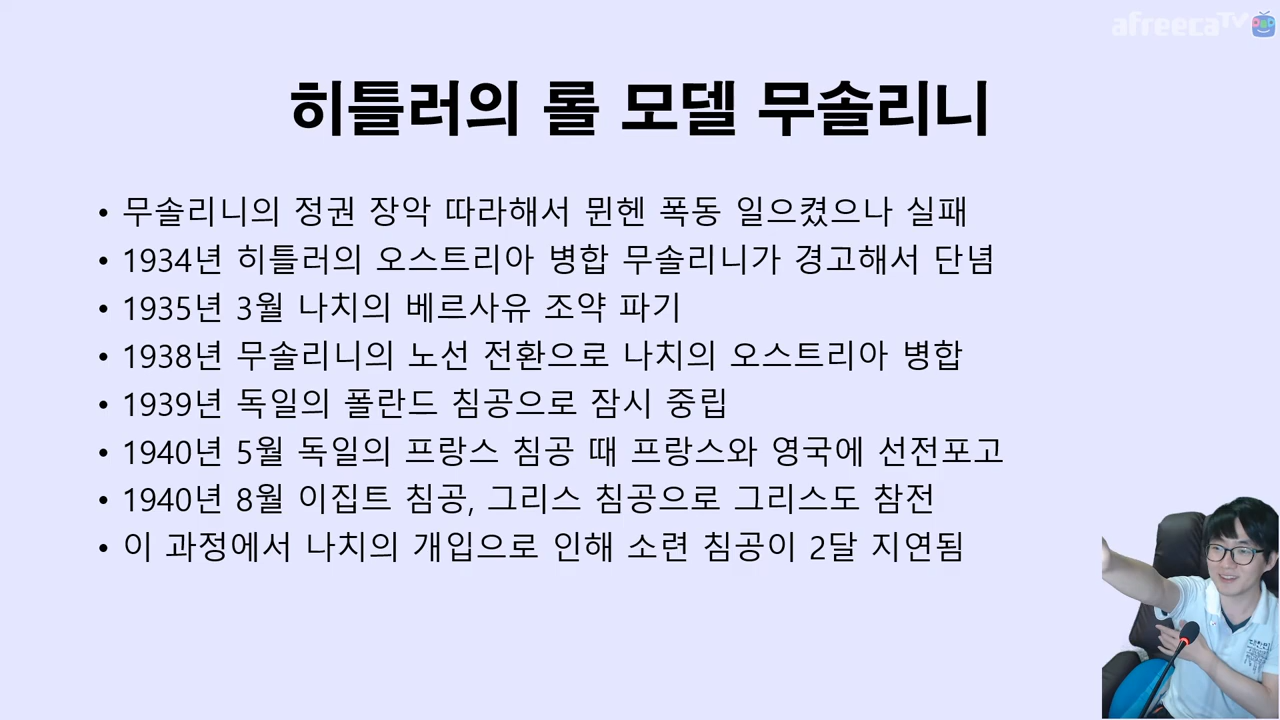 afreecaTV
히틀러의 롤 모델 무솔리니
• 무솔리니의 정권 장악 따라해서 뮌헨 폭동 일으켰으나 실패
• 1934년 히틀러의 오스트리아 병합 무솔리니가 경고해서 단념
• 1935년 3월 나치의 베르사유 조약 파기
• 1938년 무솔리니의 노선 전환으로 나치의 오스트리아 병합
• 1939년 독일의 폴란드 침공으로 잠시 중립
• 1940년 5월 독일의 프랑스 침공 때 프랑스와 영국에 선전포고
• 1940년 8월 이집트 침공, 그리스 침공으로 그리스도 참전
• 이 과정에서 나치의 개입으로 인해 소련 침공이 2달 지연됨